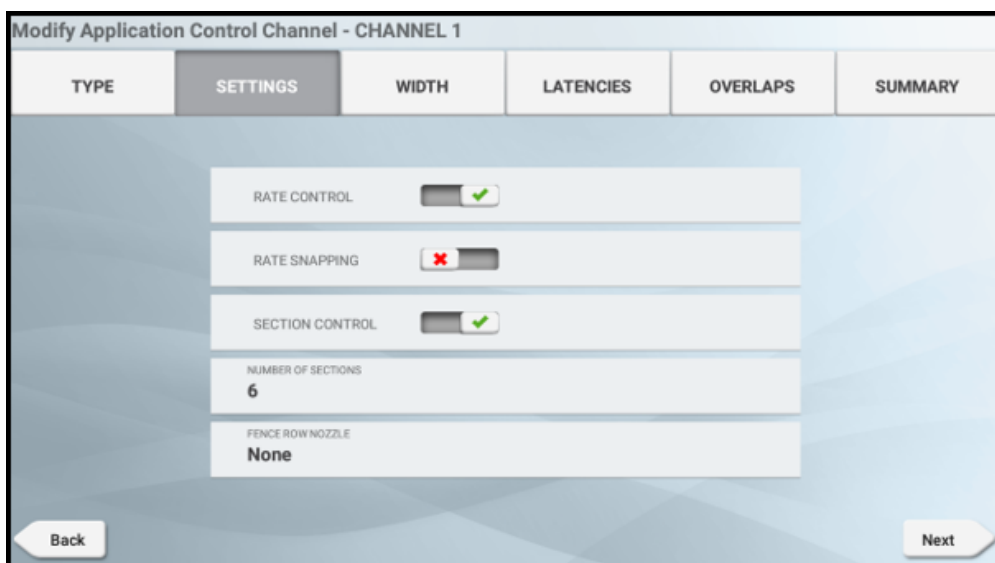 Modify Application Control Channel - CHANNEL 1
TYPE SETTINGS WIDTH LATENCIES OVERLAPS SUMMARY
RATE CONTROL
RATE SNAPPING
SECTION CONTROL
NUMBER OF SECTIONS
6
FENCE ROW NOZZLE
None
Back Next